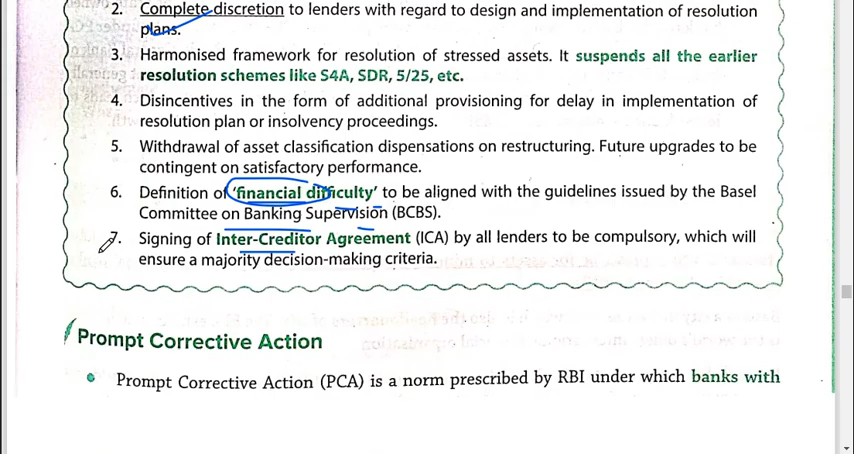 2. Complete discretion to lenders with regard to design and implementation of resolution
plans.
3. Harmonised framework for resolution of stressed assets. It suspends all the earlier
resolution schemes like S4A, SDR, 5/25, etc.
4. Disincentives in the form of additional provisioning for delay in implementation of
resolution plan or insolvency proceedings.
5. Withdrawal of asset classification dispensations on restructuring. Future upgrades to be
contingent on satisfactory performance.
6. Definition of 'financial difficulty' to be aligned with the guidelines issued by the Basel
Committee on Banking Supervision (BCBS).
7. Signing of Inter-Creditor Agreement (ICA) by all lenders to be compulsory, which will
ensure a majority decision-making criteria.
Prompt Corrective Action
Prompt Corrective Action (PCA) is a norm prescribed by RBI under which banks with